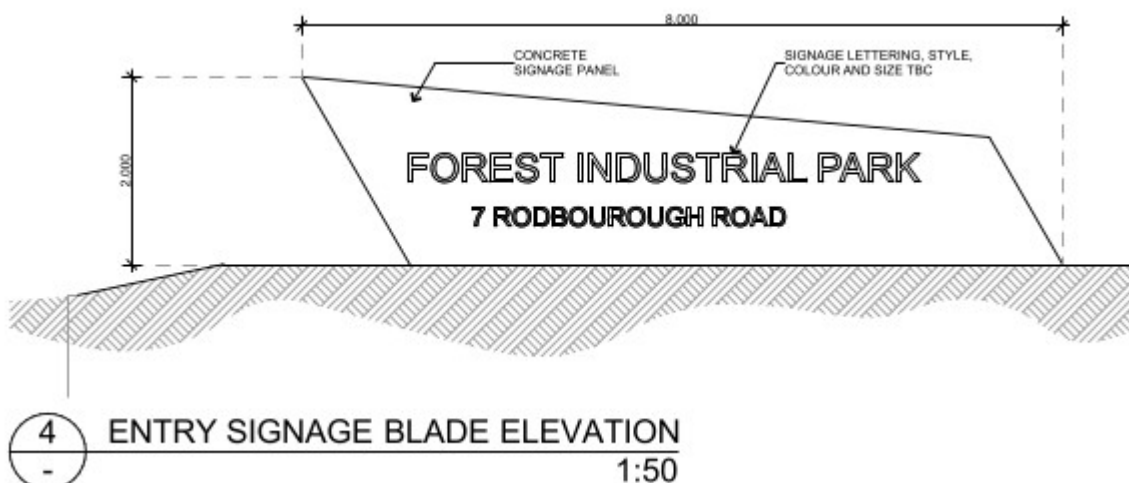 8.000
CONCRETE
SIGNAGE PANEL
SIGNAGE LETTERING, STYLE,
COLOUR AND SIZE TBC
2.000
FOREST INDUSTRIAL PARK
7 RODBOUROUGH ROAD
4
-
ENTRY SIGNAGE BLADE ELEVATION
1:50